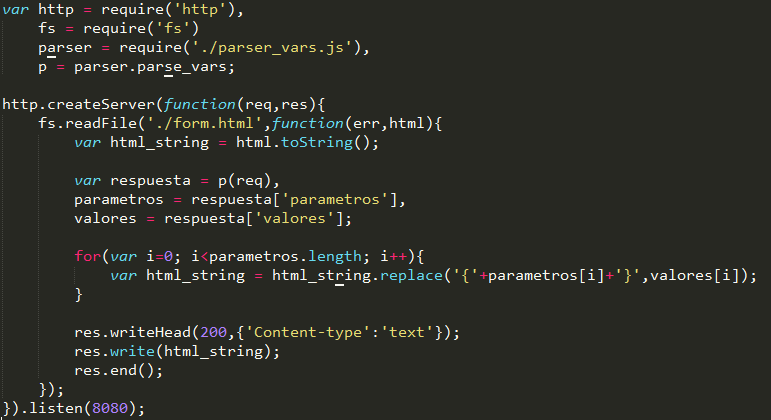 var http = require('http'),
    fs = require('fs')
    parser = require('./parser_vars.js'),
    p = parser.parse_vars;

http.createServer(function(req,res){
    fs.readFile('./form.html',function(err,html){
        var html_string = html.toString();

        var respuesta = p(req),
        parametros = respuesta['parametros'],
        valores = respuesta['valores'];

        for(var i=0; i<parametros.length; i++){
            var html_string = html_string.replace('{'+parametros[i]+'}',valores[i]);
        }

        res.writeHead(200,{'Content-type':'text'});
        res.write(html_string);
        res.end();
    });
}).listen(8080);